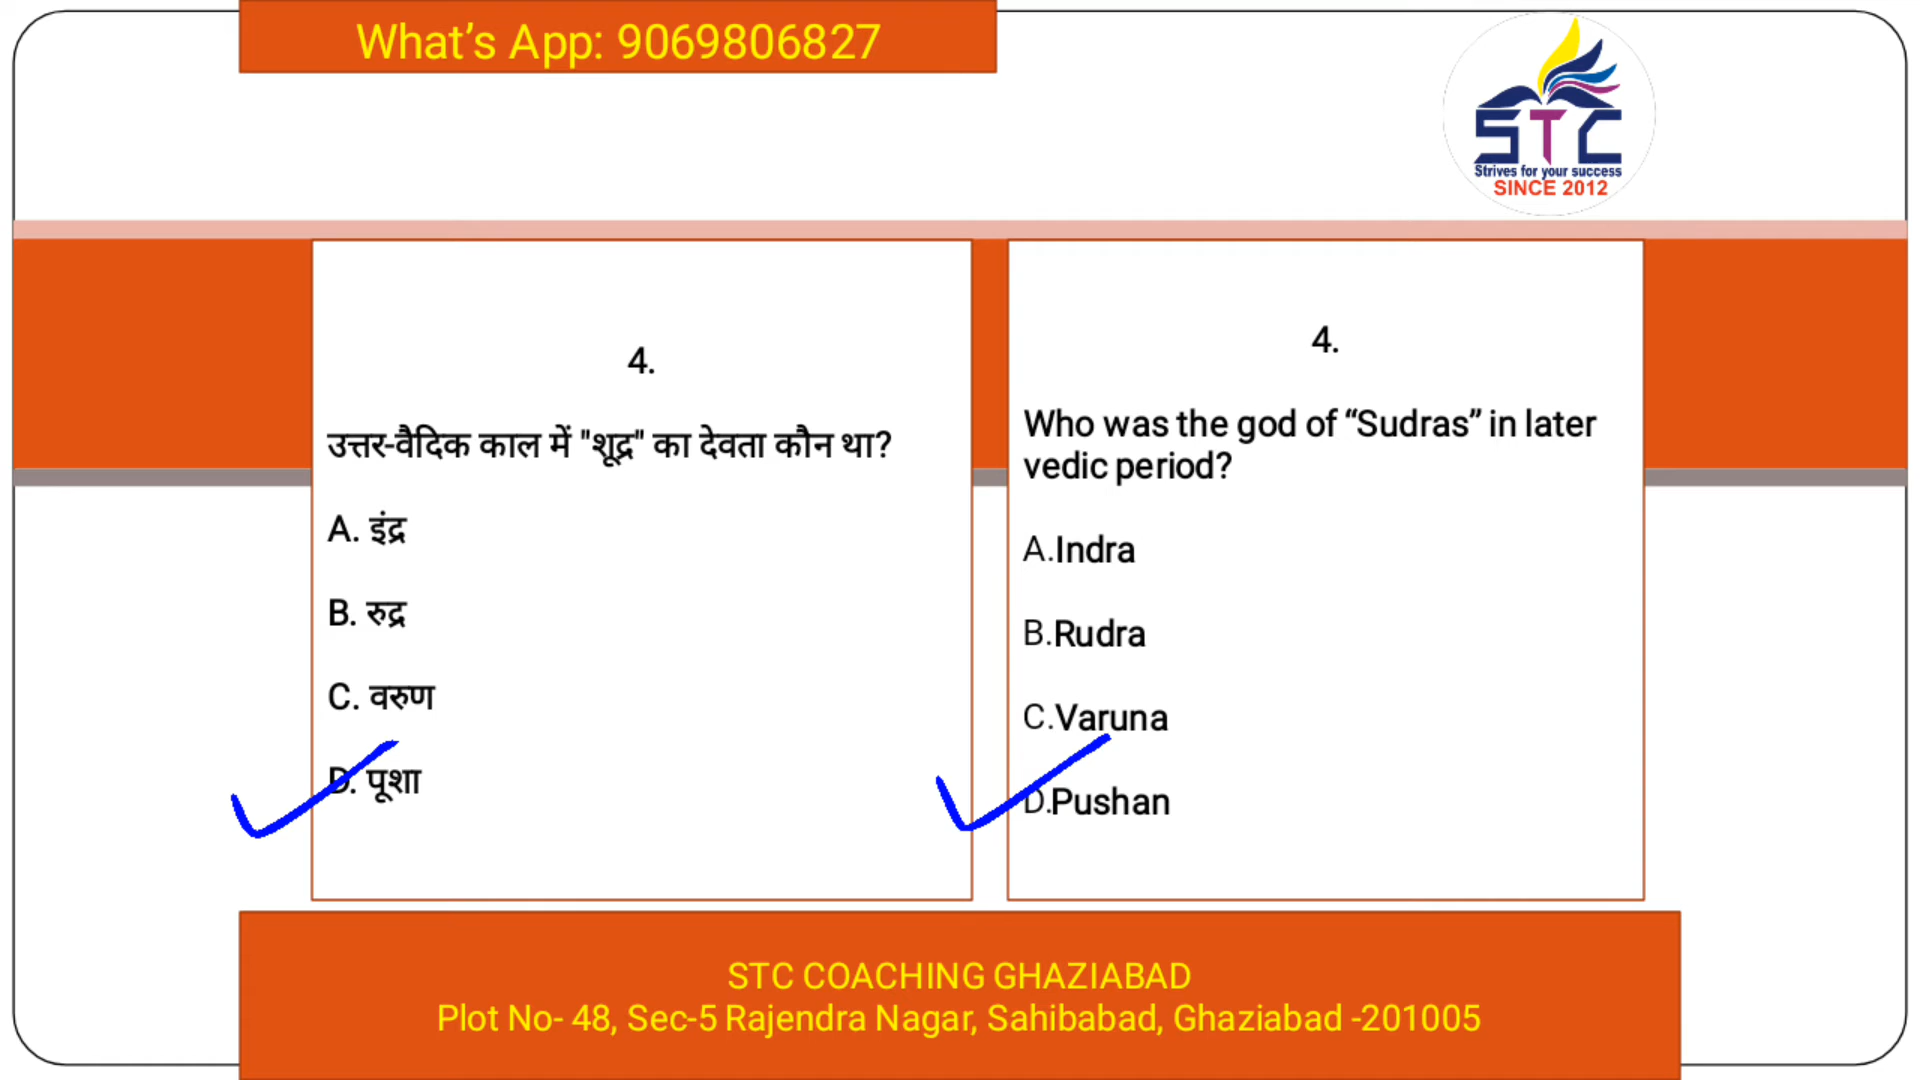 What’s App: 9069806827
STC
Strives for your success
SINCE 2012
4.
उत्तर-वैदिक काल में "शूद्र" का देवता कौन था?
A. इंद्र
B. रुद्र
C. वरुण
D. पूशा
4.
Who was the god of “Sudras” in later
vedic period?
A.Indra
B.Rudra
C.Varuna
D.Pushan
STC COACHING GHAZIABAD
Plot No- 48, Sec-5 Rajendra Nagar, Sahibabad, Ghaziabad -201005